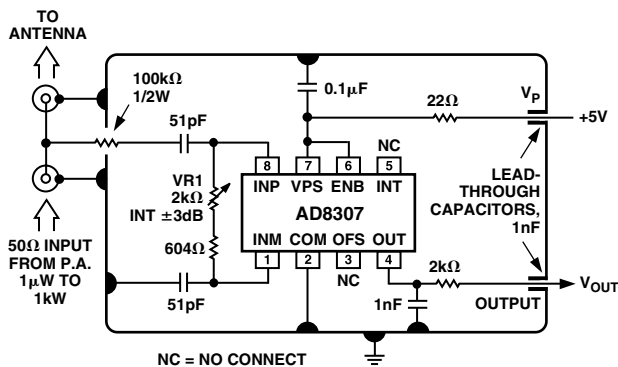 TO
ANTENNA
100kΩ
1/2W
51pF
0.1µF
22Ω
VP
+5V
NC
8
7
6
5
INP
VPS
ENB
INT
VR1
2kΩ
INT ±3dB
AD8307
LEAD-
THROUGH
CAPACITORS,
1nF
604Ω
INM
COM
OFS
OUT
1
2
3
4
NC
50Ω INPUT
FROM P.A.
1µW TO
1kW
51pF
2kΩ
VOUT
1nF
OUTPUT
NC = NO CONNECT